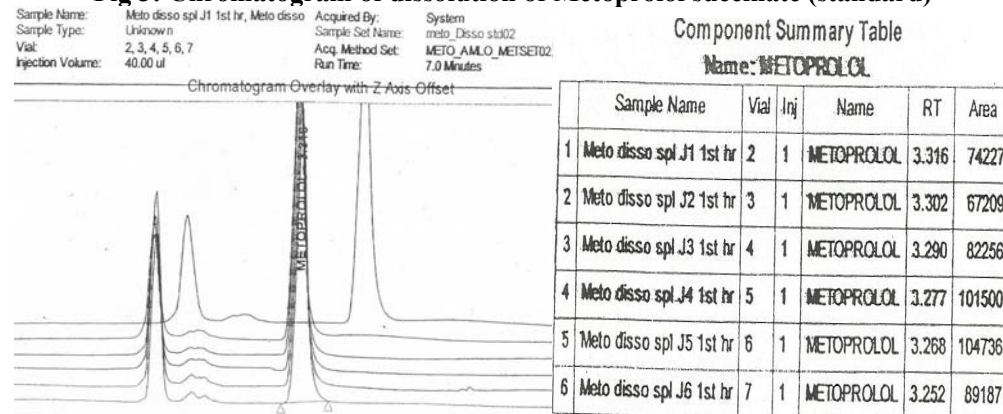 Fig 3: Chromatogram of dissolution of Metoprolol succinate (standard)
Sample Name: Meto disso spl J1 1st hr, Meto disso Acquired By: System
Sample Type: Unknown Sample Set Name: meto_Disso std02
Vial: 2, 3, 4, 5, 6, 7 Acq. Method Set: METO_AMLO_METSET02
Injection Volume: 40.00 ul Run Time: 7.0 Minutes
Chromatogram Overlay with Z Axis Offset
METOPROLOL
Component Summary Table
Name: METOPROLOL
Sample Name Vial Inj Name RT Area
1 Meto disso spl J1 1st hr 2 1 METOPROLOL 3.316 74227
2 Meto disso spl J2 1st hr 3 1 METOPROLOL 3.302 67209
3 Meto disso spl J3 1st hr 4 1 METOPROLOL 3.290 82256
4 Meto disso spl J4 1st hr 5 1 METOPROLOL 3.277 101500
5 Meto disso spl J5 1st hr 6 1 METOPROLOL 3.268 104736
6 Meto disso spl J6 1st hr 7 1 METOPROLOL 3.252 89187